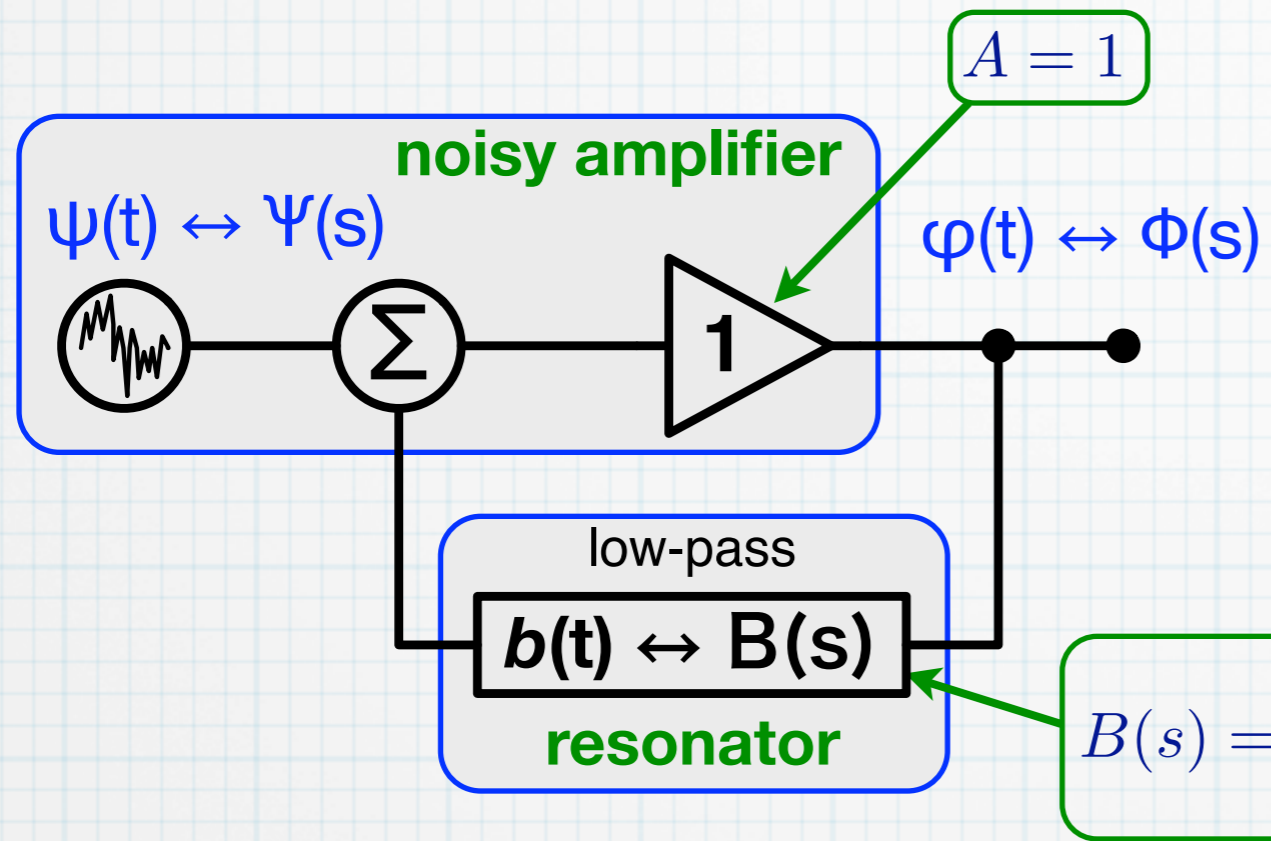 A = 1
noisy amplifier
ψ(t) ↔ Ψ(s)
φ(t) ↔ Φ(s)
Σ
1
low-pass
b(t) ↔ B(s)
resonator
B(s) =